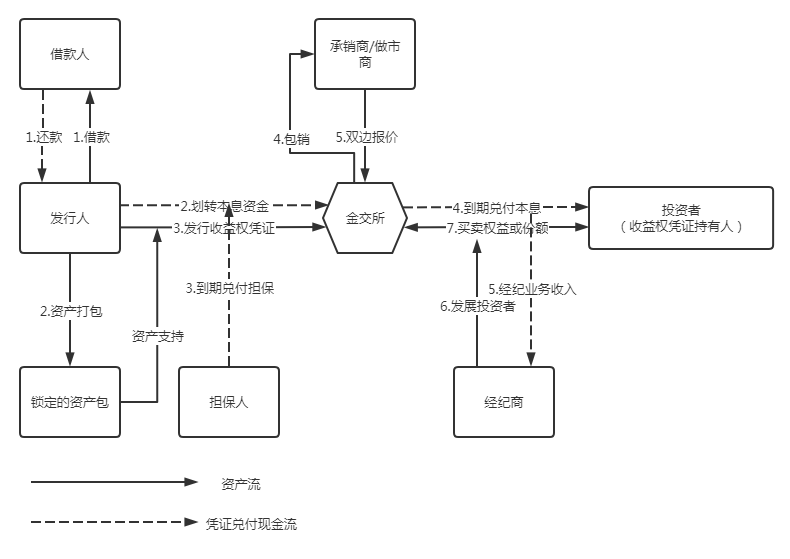 借款人
承销商/做市
商
1.还款
1.借款
4.包销
5.双边报价
发行人
2.划转本息资金
3.发行收益权凭证
金交所
4.到期兑付本息
7.买卖权益或份额
投资者
（收益权凭证持有人）
2.资产打包
资产支持
3.到期兑付担保
5.经纪业务收入
6.发展投资者
锁定的资产包
担保人
经纪商
资产流
凭证兑付现金流